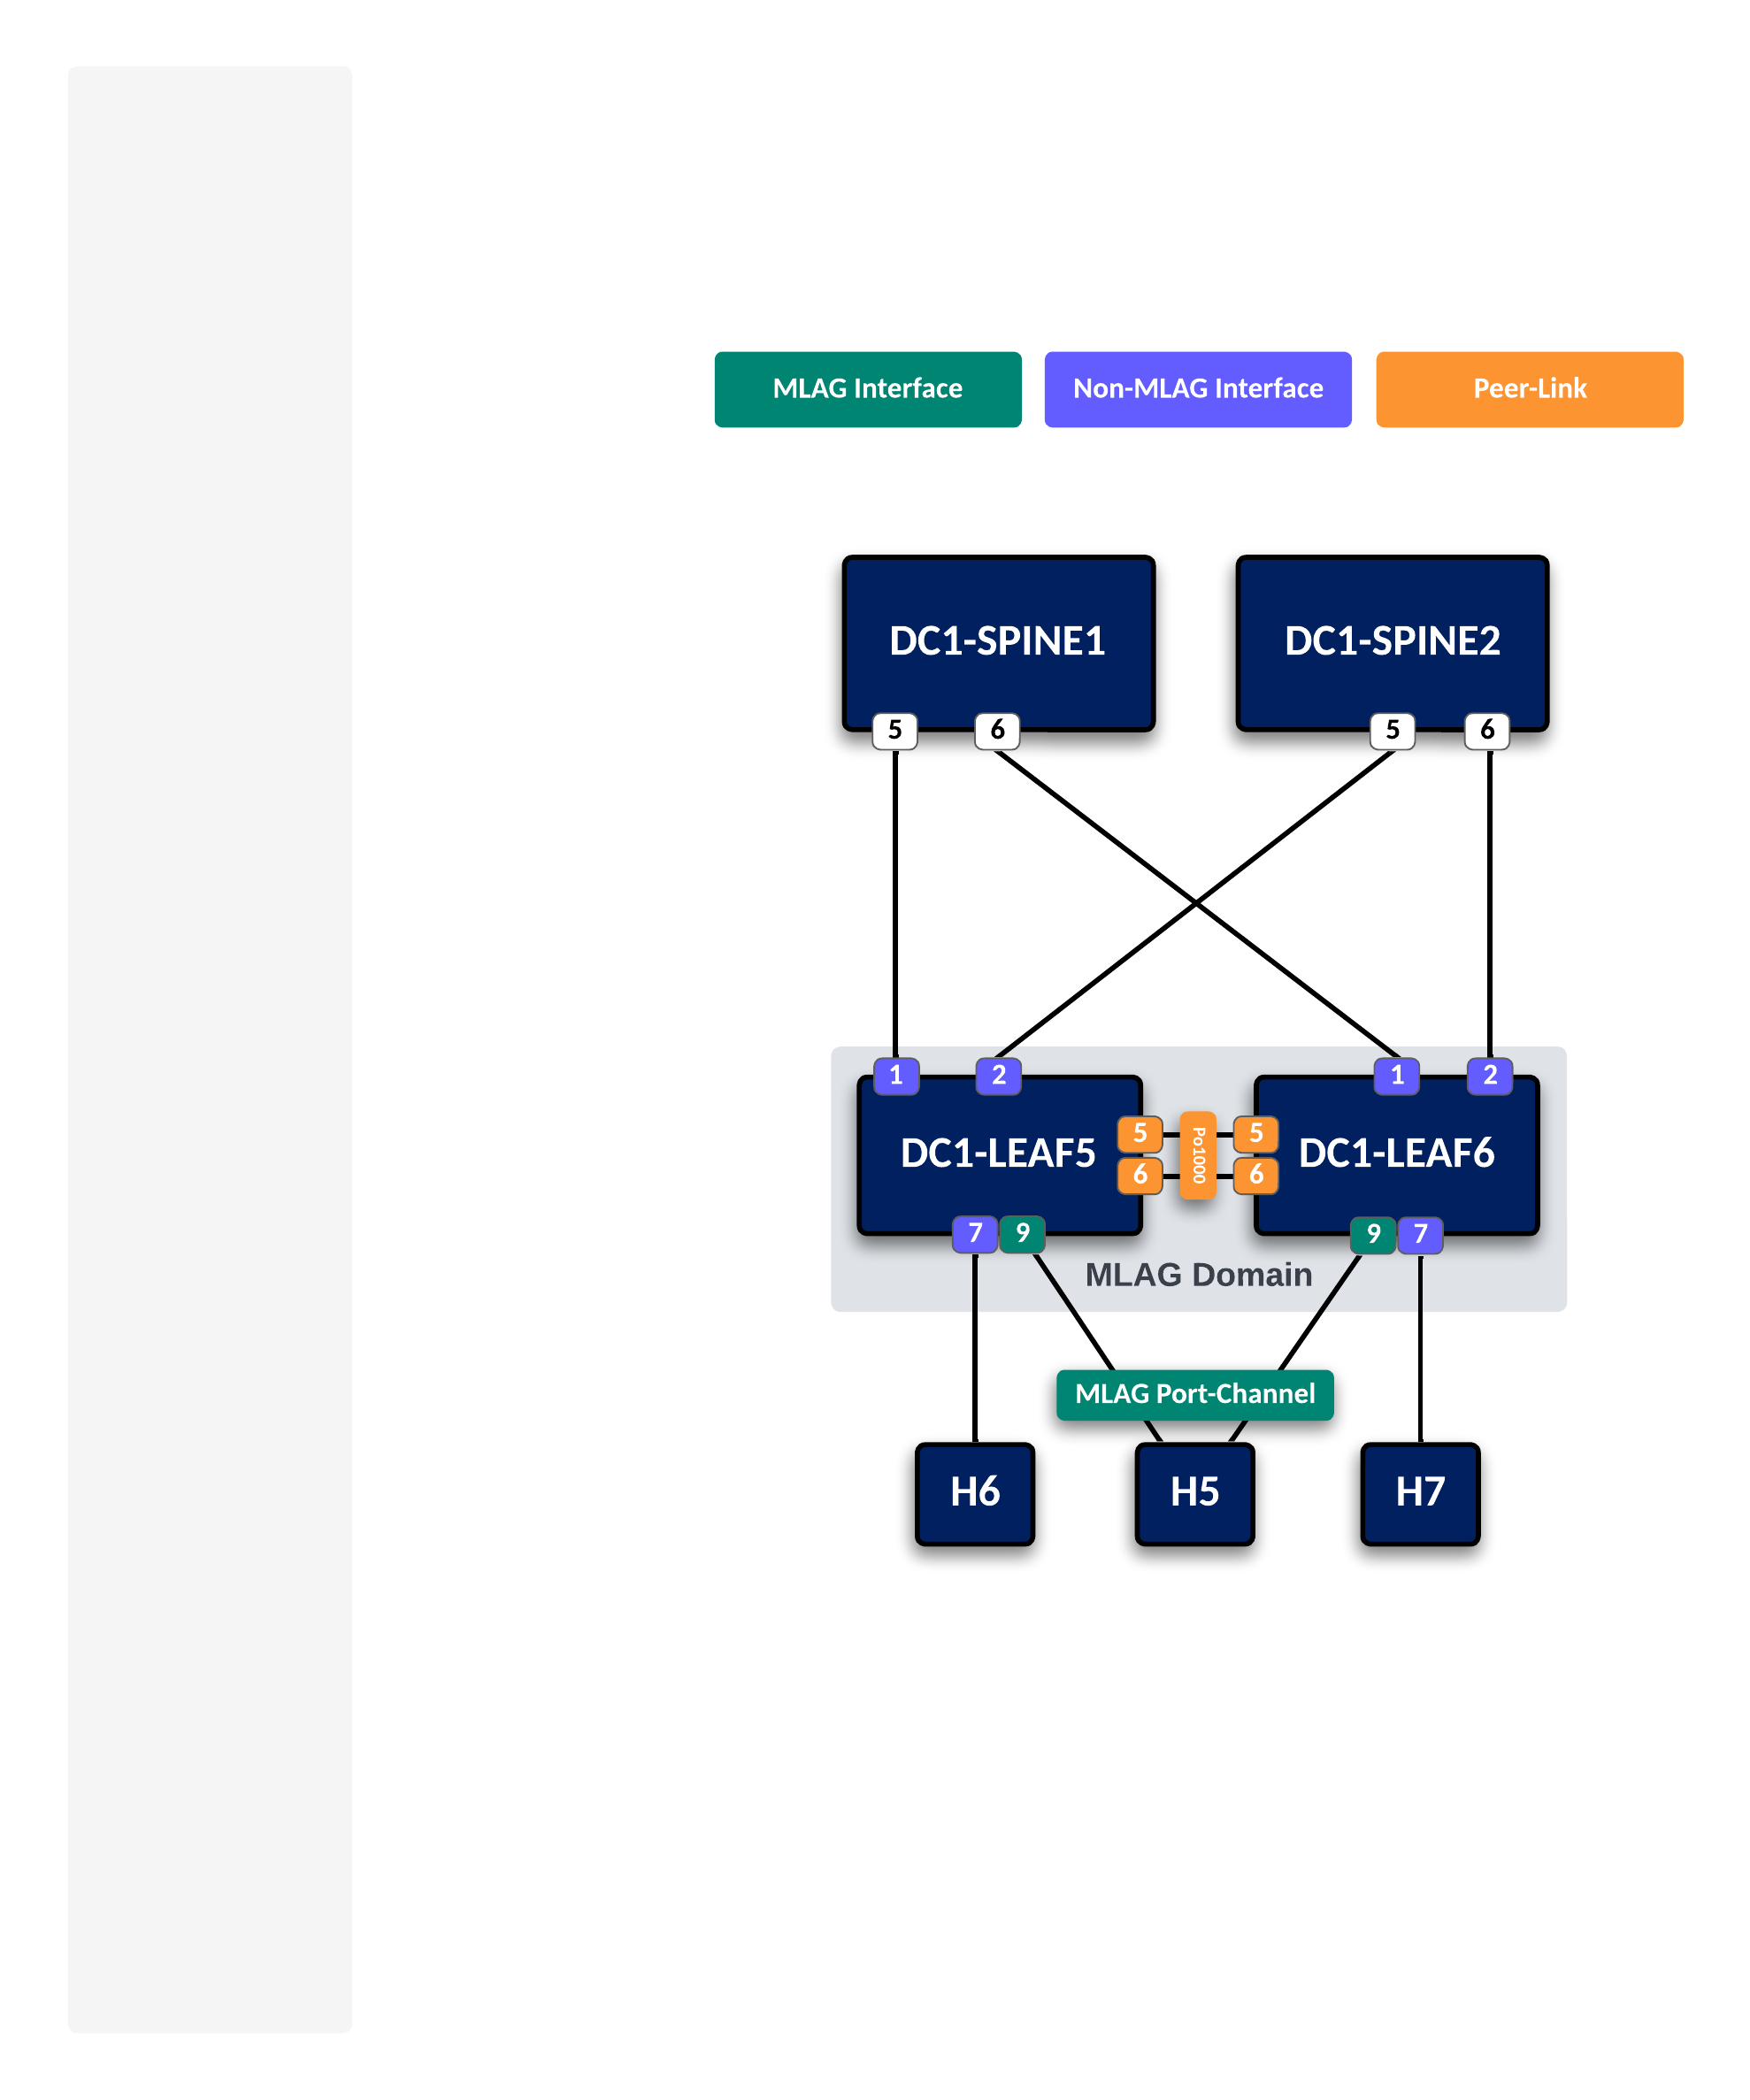 MLAG Interface
Non-MLAG Interface
Peer-Link
DC1-SPINE1
DC1-SPINE2
5
6
5
6
1
2
1
2
DC1-LEAF5
5
6
Po1000
5
6
DC1-LEAF6
7
9
9
7
MLAG Domain
MLAG Port-Channel
H6
H5
H7